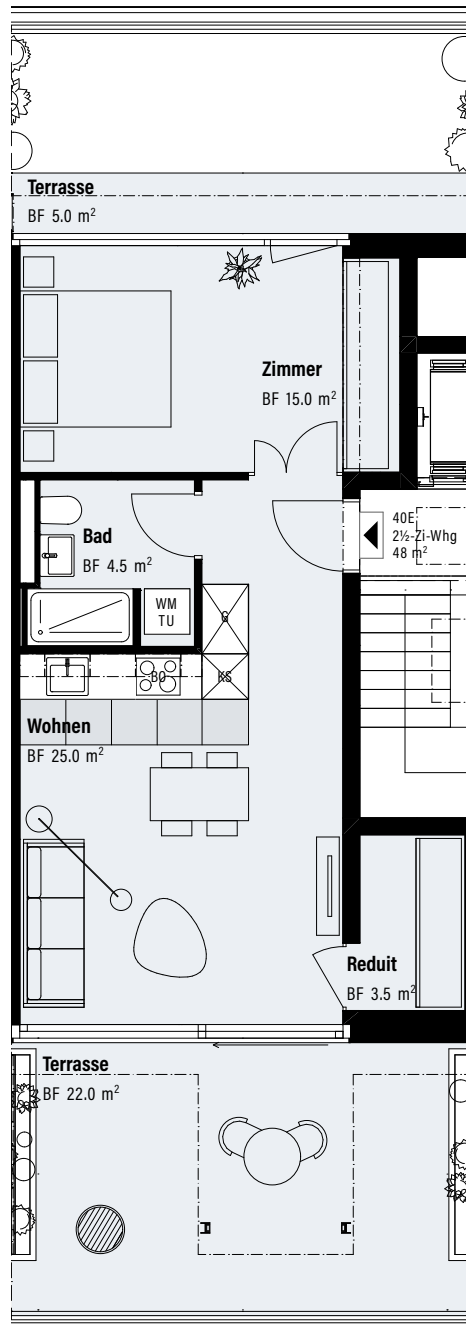 Terrasse
BF 5.0 m²
Zimmer
BF 15.0 m²
40E
2½-Zi-Whg
48 m²
Bad
BF 4.5 m²
WM
TU
G
BO
KS
Wohnen
BF 25.0 m²
Reduit
BF 3.5 m²
Terrasse
BF 22.0 m²